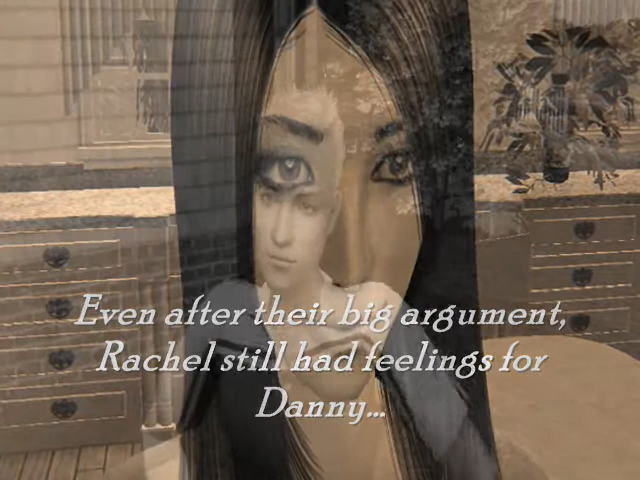 Even after their big argument,
Rachel still had feelings for
Danny...